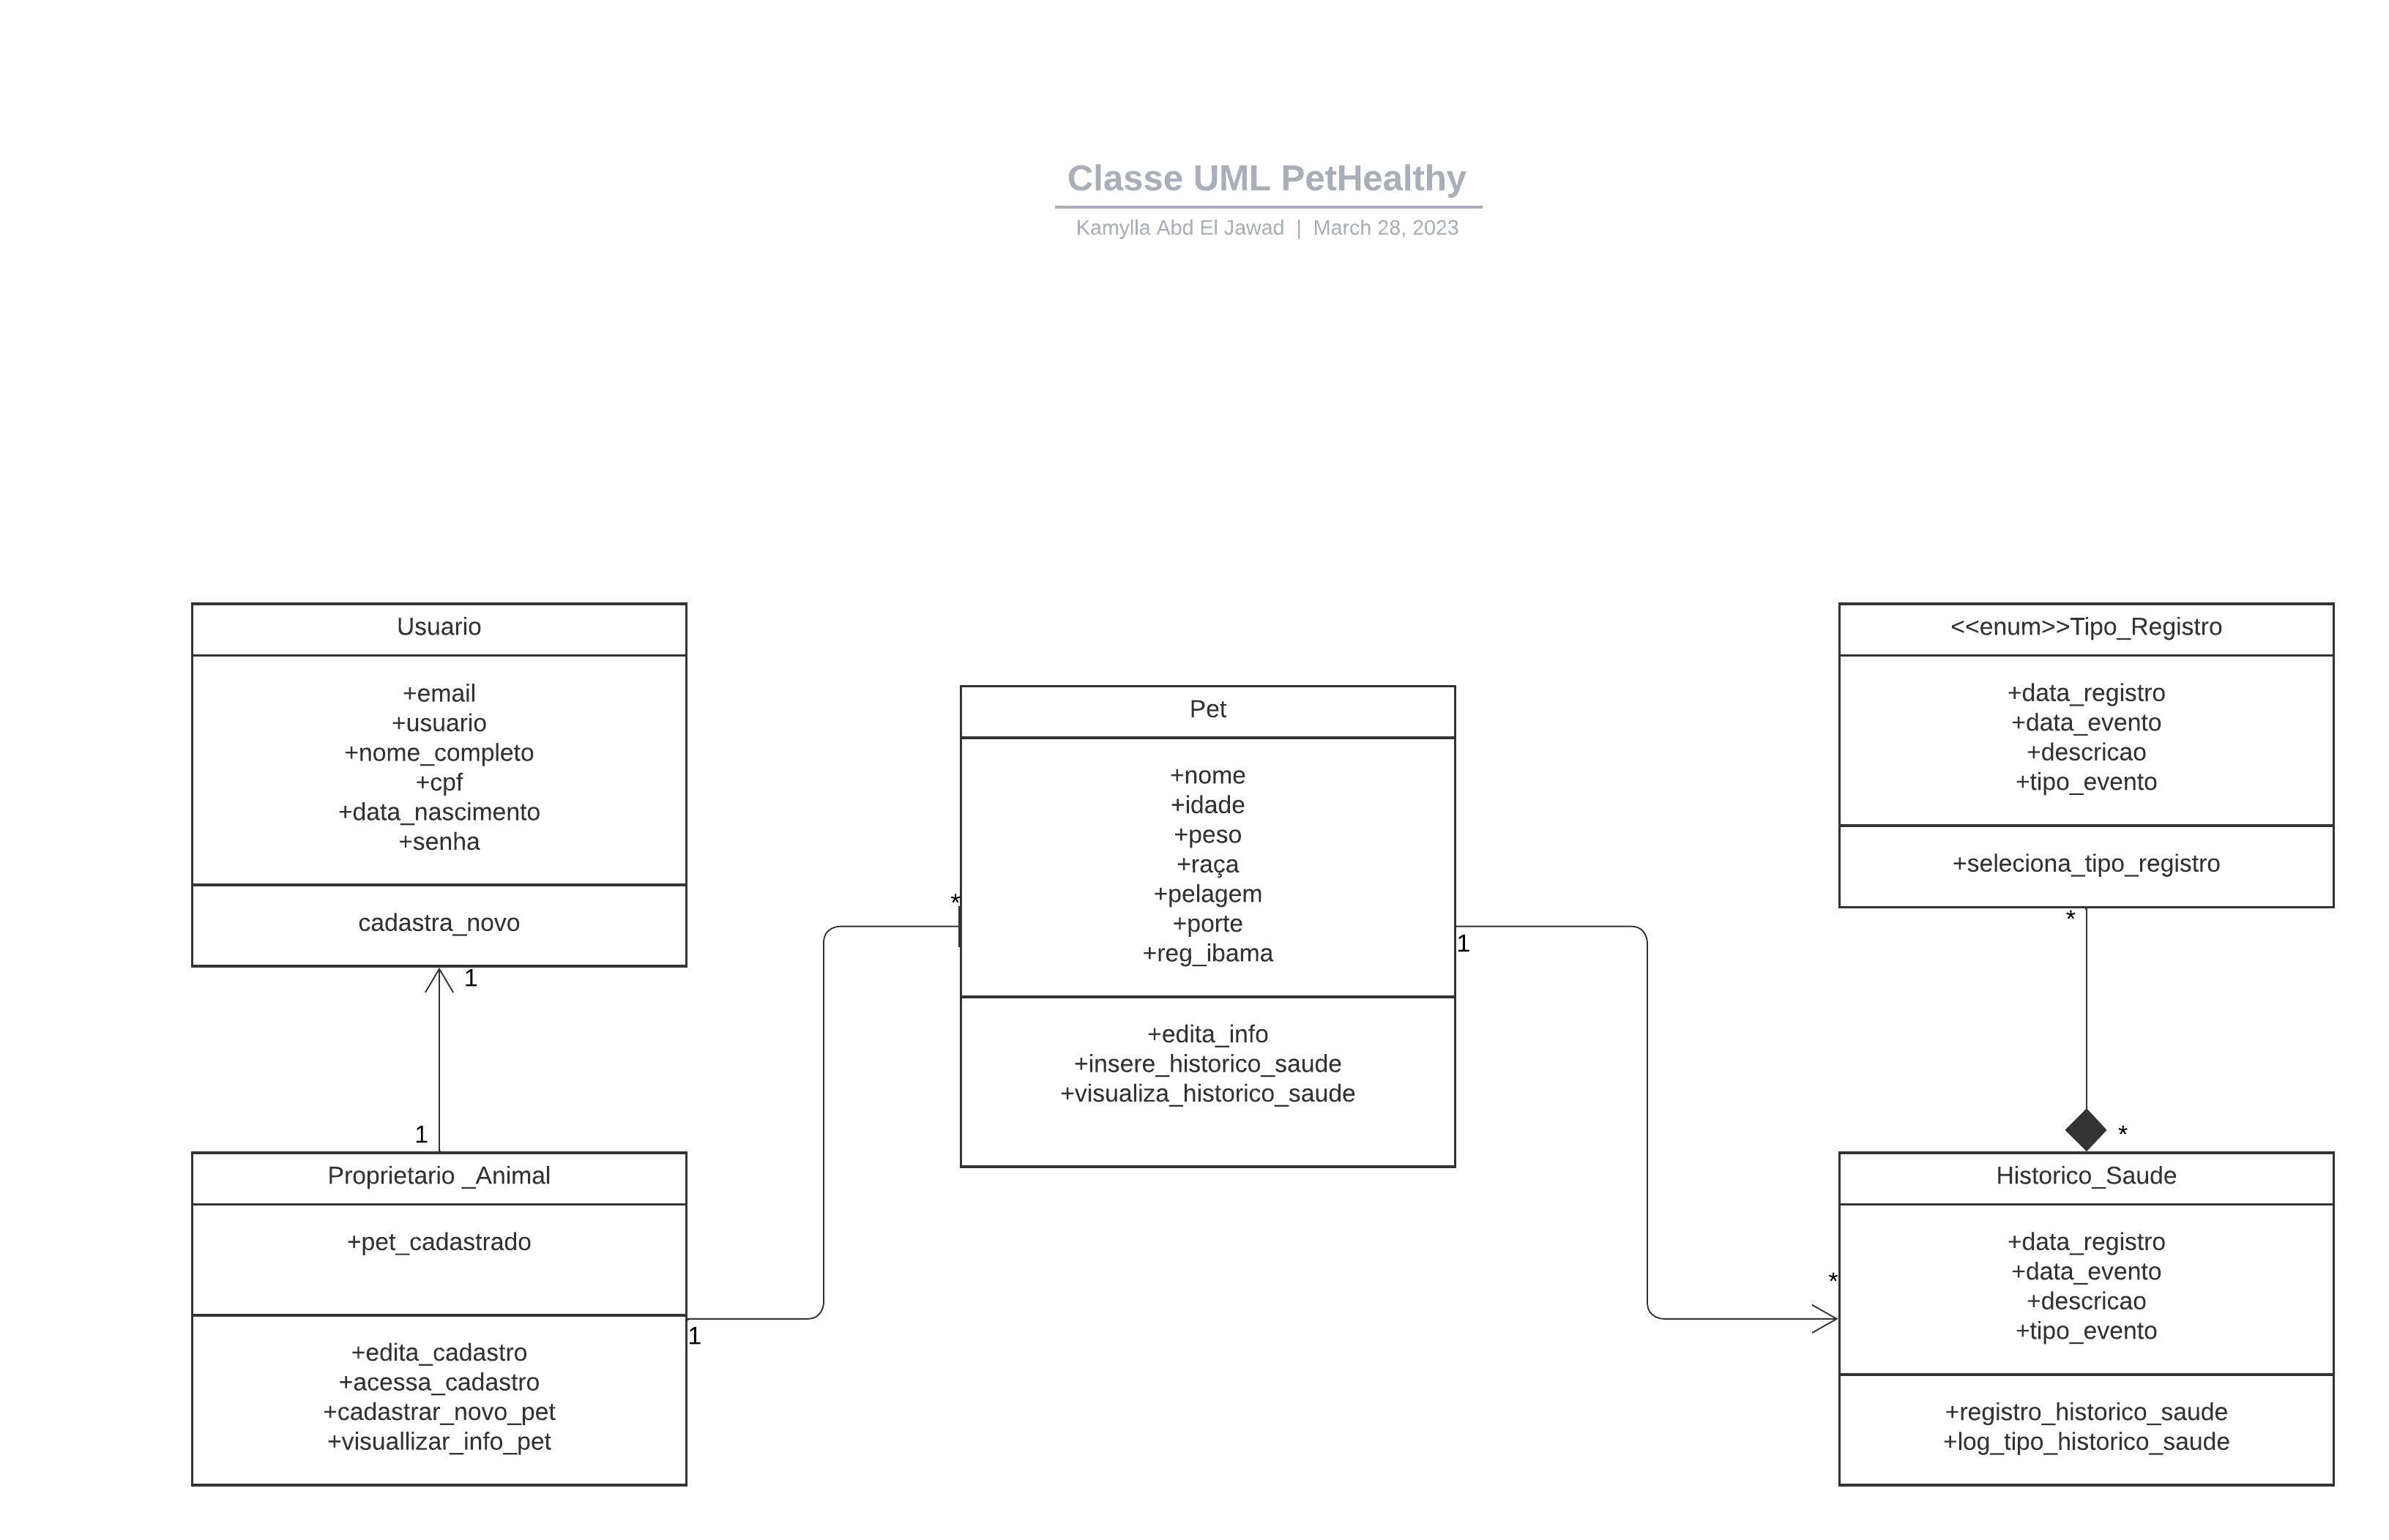 Classe UML PetHealthy
Kamylla Abd El Jawad | March 28, 2023
Usuario
+email
+usuario
+nome_completo
+cpf
+data_nascimento
+senha
cadastra_novo
1
1
Proprietario _Animal
+pet_cadastrado
+edita_cadastro
+acessa_cadastro
+cadastrar_novo_pet
+visuallizar_info_pet
1
*
Pet
+nome
+idade
+peso
+raça
+pelagem
+porte
+reg_ibama
+edita_info
+insere_historico_saude
+visualiza_historico_saude
1
*
<<enum>>Tipo_Registro
+data_registro
+data_evento
+descricao
+tipo_evento
+seleciona_tipo_registro
*
*
Historico_Saude
+data_registro
+data_evento
+descricao
+tipo_evento
+registro_historico_saude
+log_tipo_historico_saude